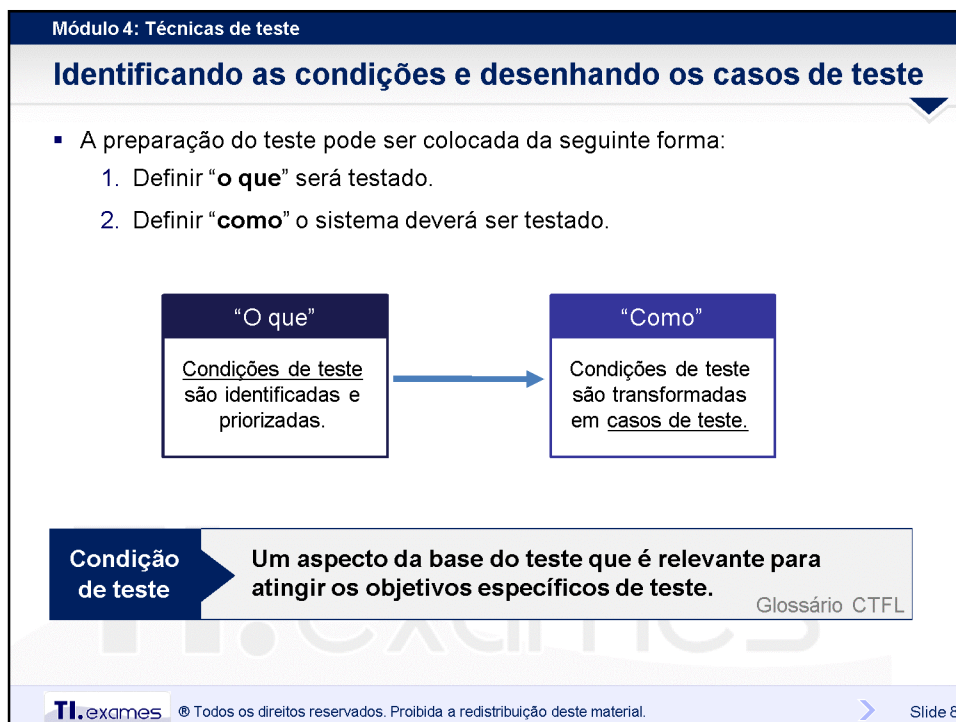 Módulo 4: Técnicas de teste
Identificando as condições e desenhando os casos de teste
▪ A preparação do teste pode ser colocada da seguinte forma:
1. Definir “o que” será testado.
2. Definir “como” o sistema deverá ser testado.
“O que”
Condições de teste
são identificadas e
priorizadas.
“Como”
Condições de teste
são transformadas
em casos de teste.
Condição
de teste
Um aspecto da base do teste que é relevante para
atingir os objetivos específicos de teste.
Glossário CTFL
TI.exames
TI.exames
® Todos os direitos reservados. Proibida a redistribuição deste material.
Slide 8